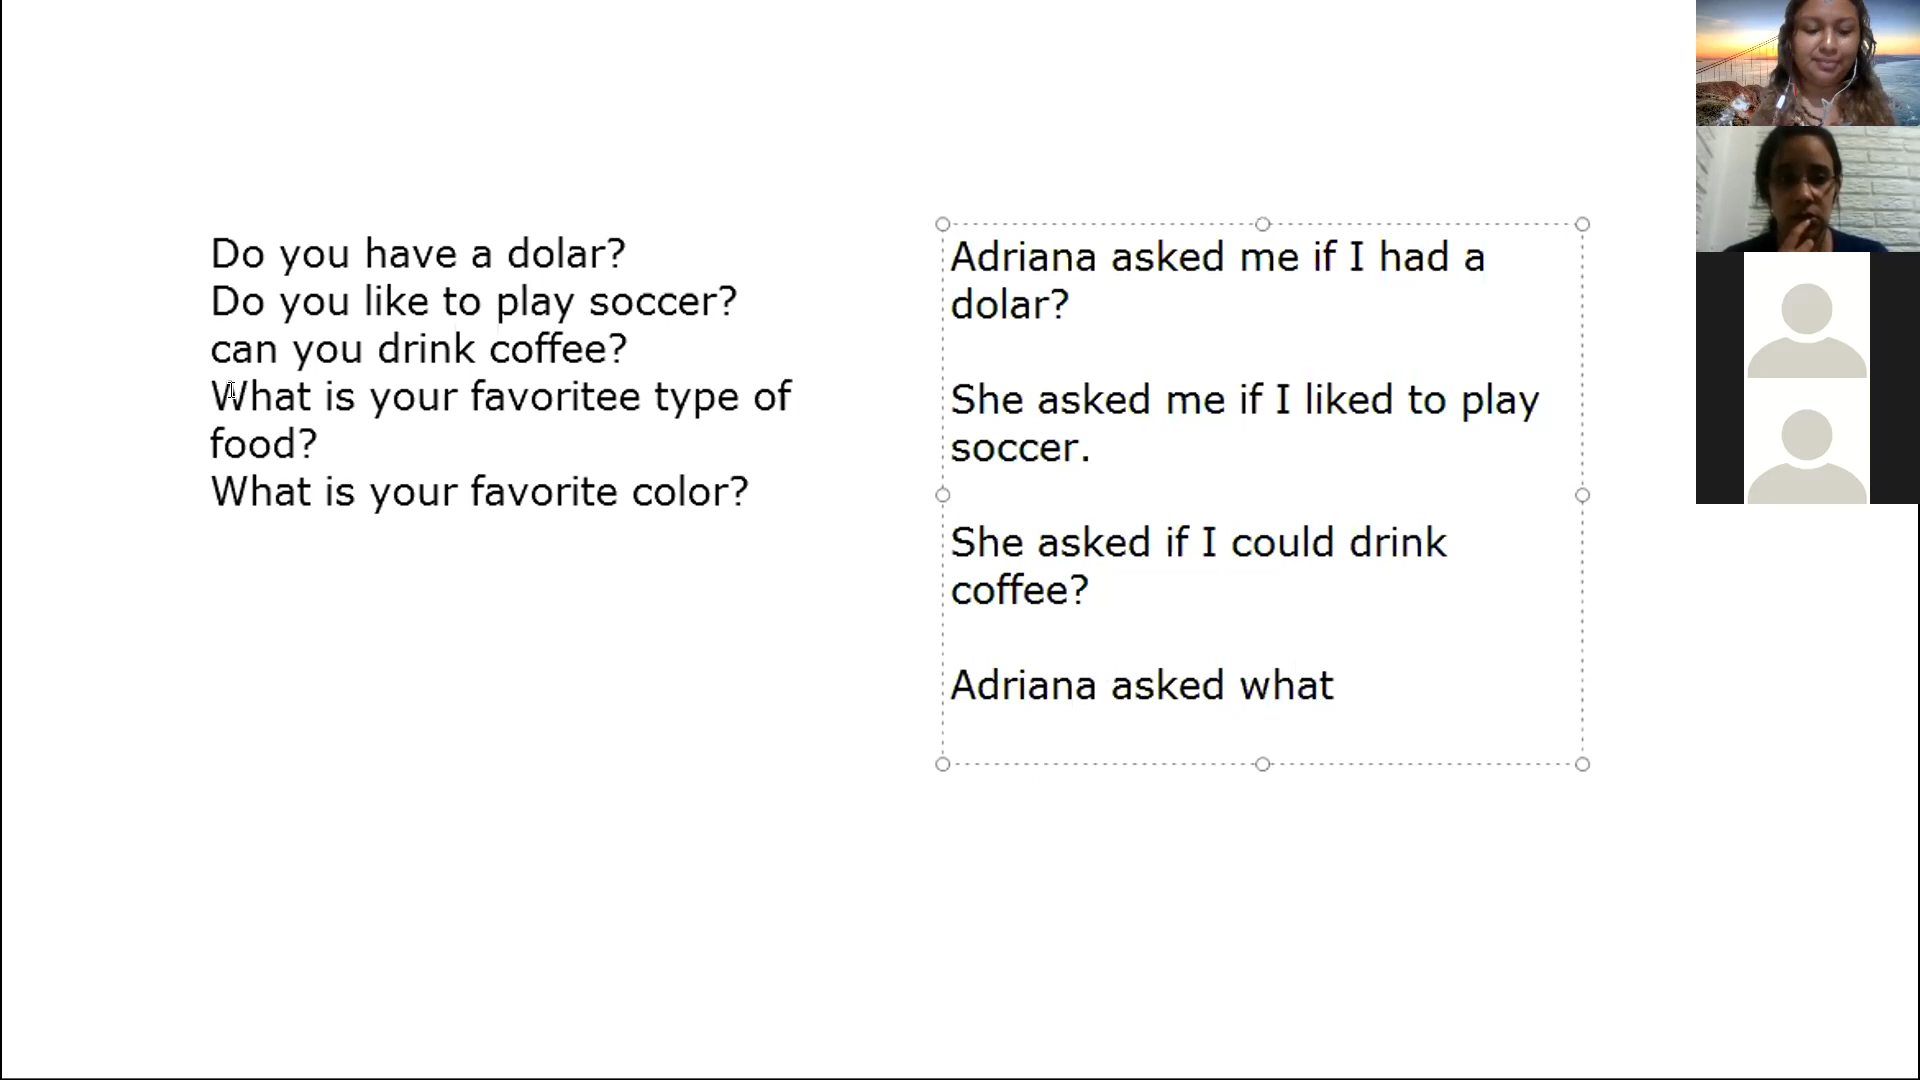 Do you have a dolar?
Do you like to play soccer?
can you drink coffee?
What is your favoritee type of
food?
What is your favorite color?
Adriana asked me if I had a
dolar?
She asked me if I liked to play
soccer.
She asked if I could drink
coffee?
Adriana asked what